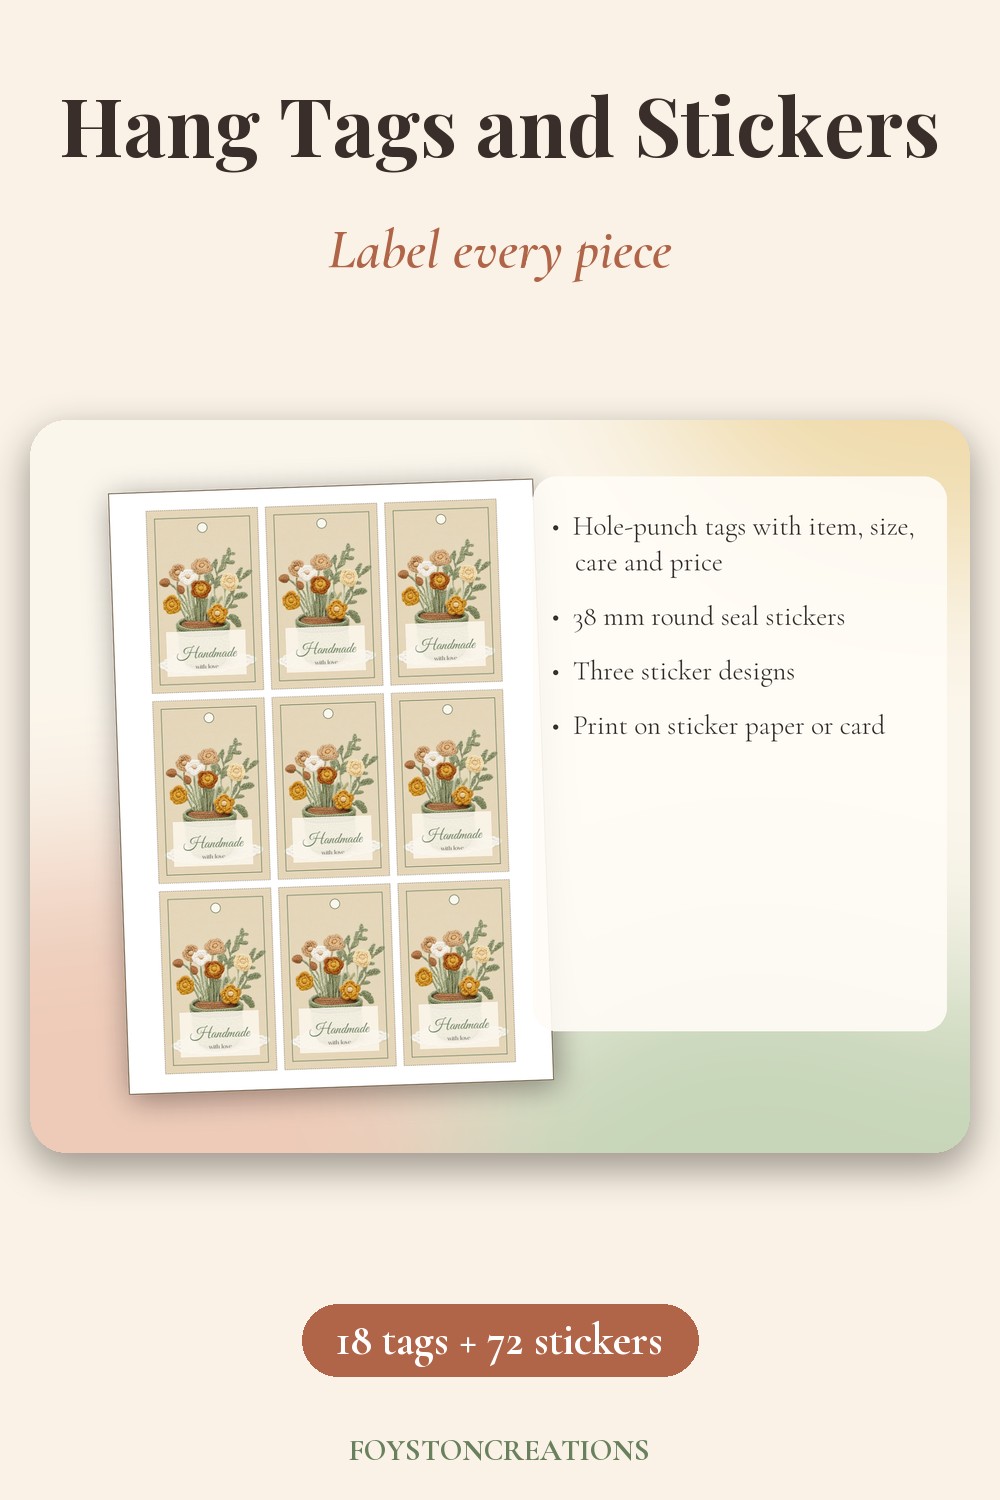 Hang Tags and Stickers
Label every piece
Handmade
with love
Handmade
with love
Handmade
with love
Handmade
with love
Handmade
with love
Handmade
with love
Handmade
with love
Handmade
with love
Handmade
with love
• Hole-punch tags with item, size,
care and price
• 38 mm round seal stickers
• Three sticker designs
• Print on sticker paper or card
18 tags + 72 stickers
FOYSTONCREATIONS